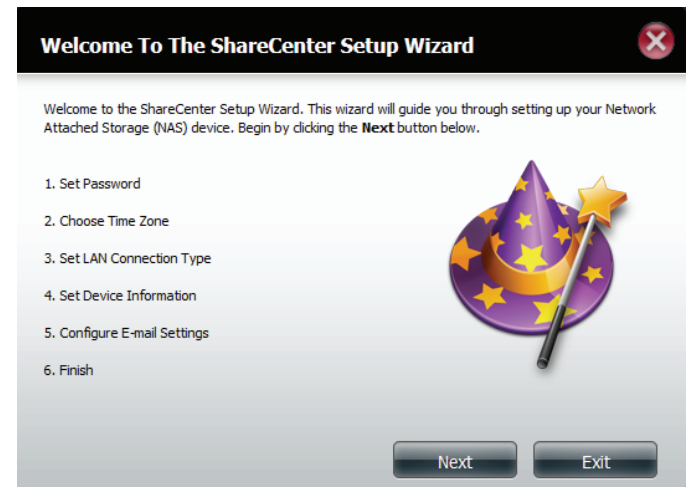 Welcome To The ShareCenter Setup Wizard
Welcome to the ShareCenter Setup Wizard. This wizard will guide you through setting up your Network
Attached Storage (NAS) device. Begin by clicking the Next button below.
1. Set Password
2. Choose Time Zone
3. Set LAN Connection Type
4. Set Device Information
5. Configure E-mail Settings
6. Finish
Next
Exit